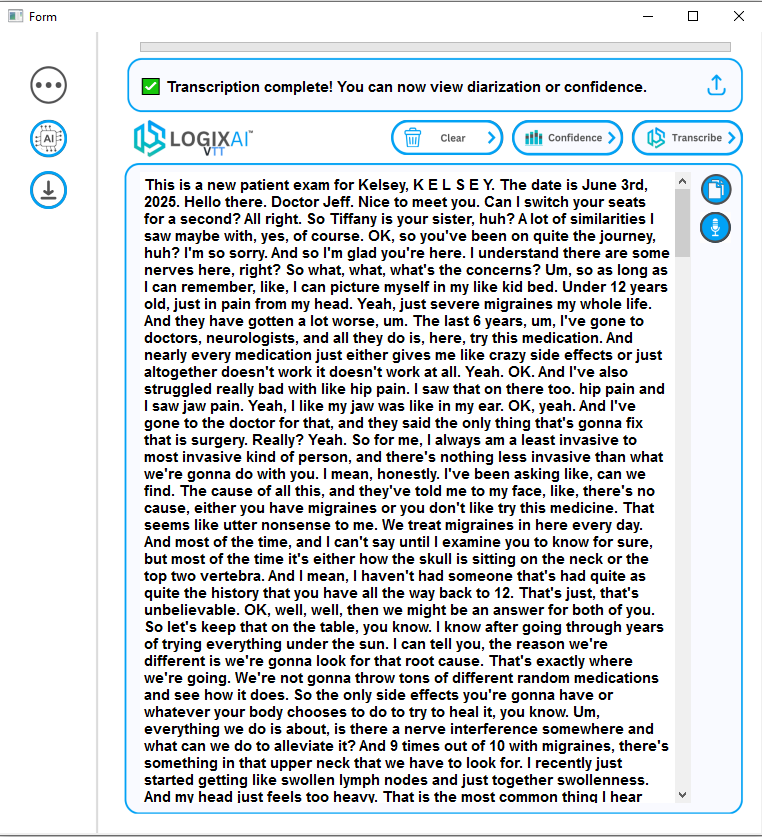 Form
Transcription complete! You can now view diarization or confidence.
AI
LOGIXAI™
VTT
Clear
Confidence
Transcribe
This is a new patient exam for Kelsey, K E L S E Y. The date is June 3rd,
2025. Hello there. Doctor Jeff. Nice to meet you. Can I switch your seats
for a second? All right. So Tiffany is your sister, huh? A lot of similarities I
saw maybe with, yes, of course. OK, so you've been on quite the journey,
huh? I'm so sorry. And so I'm glad you're here. I understand there are some
nerves here, right? So what, what, what's the concerns? Um, so as long as
I can remember, like, I can picture myself in my like kid bed. Under 12 years
old, just in pain from my head. Yeah, just severe migraines my whole life.
And they have gotten a lot worse, um. The last 6 years, um, I've gone to
doctors, neurologists, and all they do is, here, try this medication. And
nearly every medication just either gives me like crazy side effects or just
altogether doesn't work it doesn't work at all. Yeah. OK. And I've also
struggled really bad with like hip pain. I saw that on there too. hip pain and
I saw jaw pain. Yeah, I like my jaw was like in my ear. OK, yeah. And I've
gone to the doctor for that, and they said the only thing that's gonna fix
that is surgery. Really? Yeah. So for me, I always am a least invasive to
most invasive kind of person, and there's nothing less invasive than what
we're gonna do with you. I mean, honestly. I've been asking like, can we
find. The cause of all this, and they've told me to my face, like, there's no
cause, either you have migraines or you don't like try this medicine. That
seems like utter nonsense to me. We treat migraines in here every day.
And most of the time, and I can't say until I examine you to know for sure,
but most of the time it's either how the skull is sitting on the neck or the
top two vertebra. And I mean, I haven't had someone that's had quite as
quite the history that you have all the way back to 12. That's just, that's
unbelievable. OK, well, well, then we might be an answer for both of you.
So let's keep that on the table, you know. I know after going through years
of trying everything under the sun. I can tell you, the reason we're
different is we're gonna look for that root cause. That's exactly where
we're going. We're not gonna throw tons of different random medications
and see how it does. So the only side effects you're gonna have or
whatever your body chooses to do to try to heal it, you know. Um,
everything we do is about, is there a nerve interference somewhere and
what can we do to alleviate it? And 9 times out of 10 with migraines, there's
something in that upper neck that we have to look for. I recently just
started getting like swollen lymph nodes and just together swollenness.
And my head just feels too heavy. That is the most common thing I hear